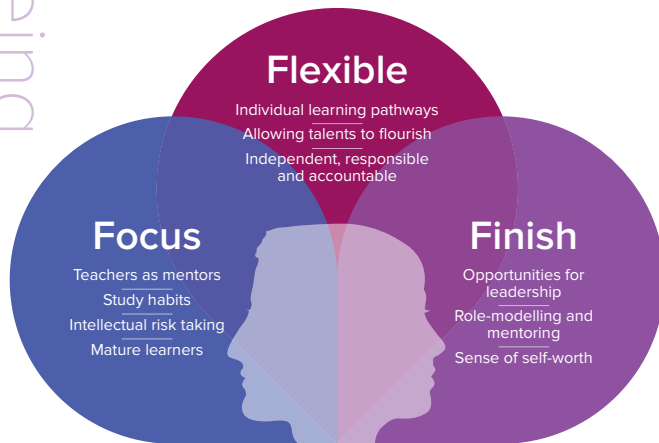 Flexible
Individual learning pathways
Allowing talents to flourish
Independent, responsible
and accountable
Focus
Teachers as mentors
Study habits
Intellectual risk taking
Mature learners
Finish
Opportunities for
leadership
Role-modelling and
mentoring
Sense of self-worth